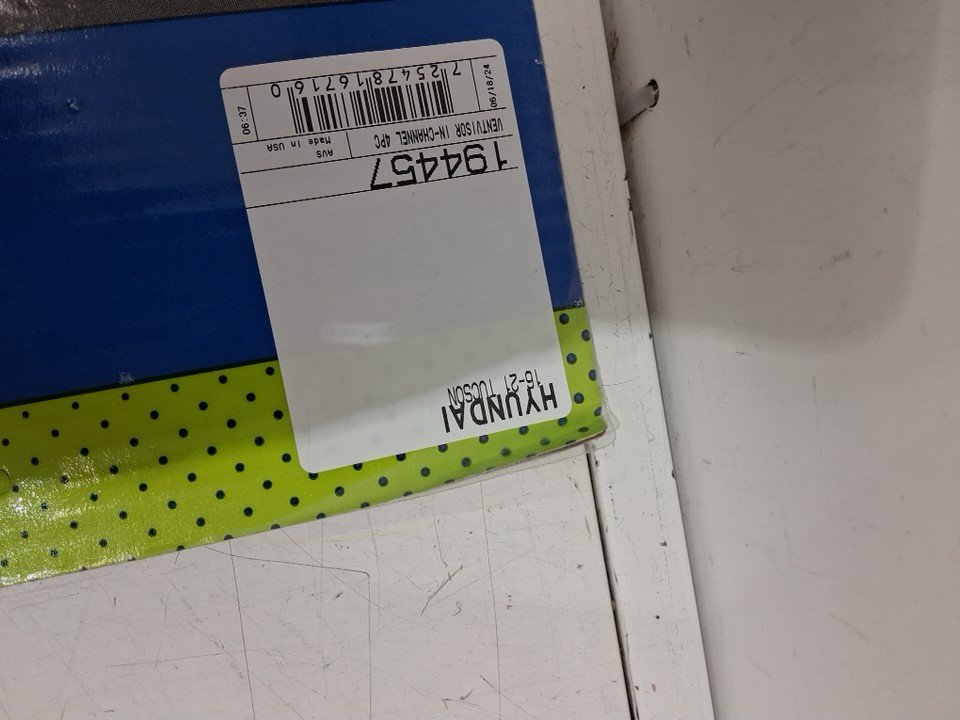 HYUNDAI
16-21 TUCSON
194457
VENTVISOR IN-CHANNEL 4PC
AVS
Made in USA
06/18/24
7 25478 16716 0
06:37